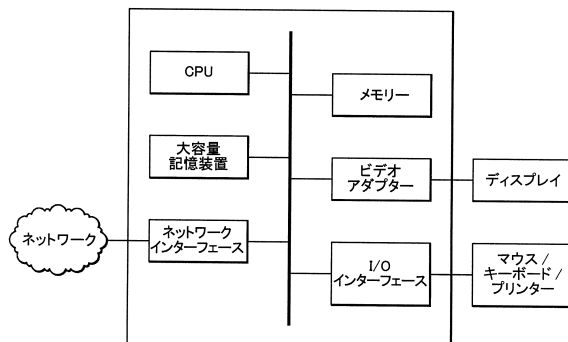 CPU
メモリー
大容量
記憶装置
ビデオ
アダプター
ディスプレイ
ネットワーク
ネットワーク
インターフェース
I/O
インターフェース
マウス /
キーボード /
プリンター